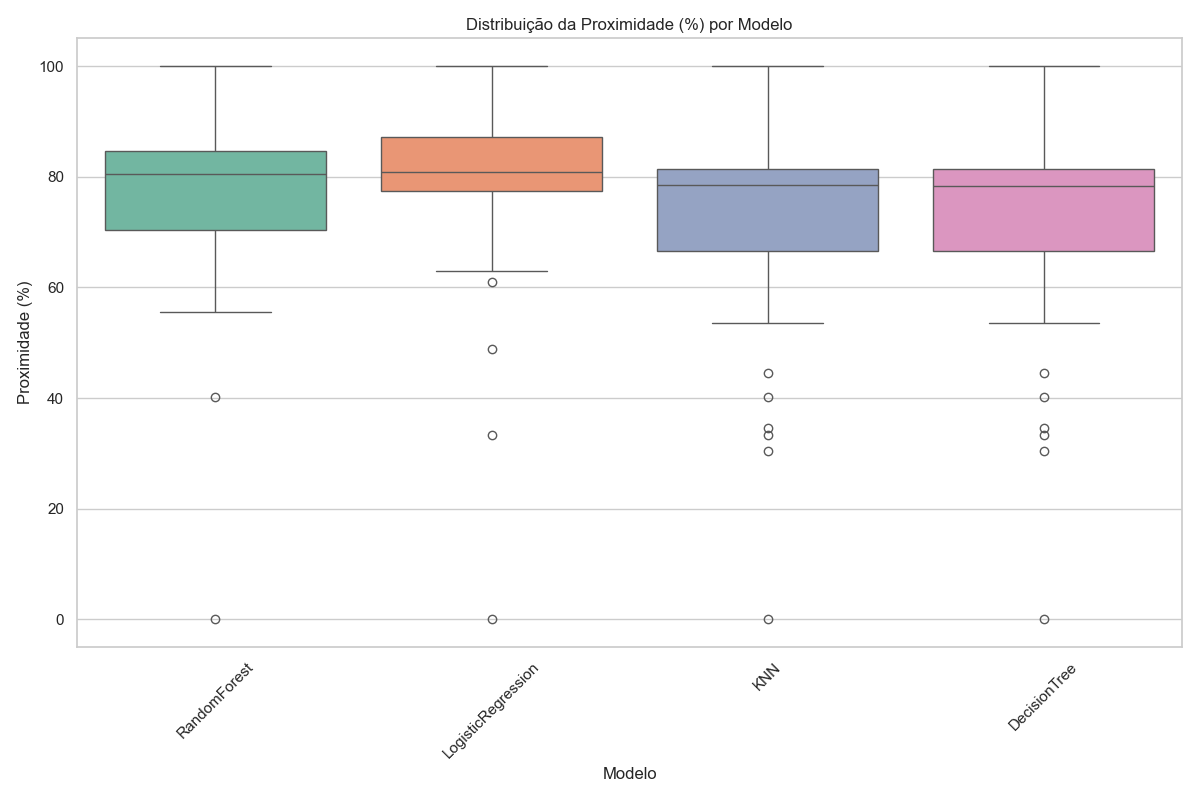 Distribuição da Proximidade (%) por Modelo
100
80
60
40
20
0
Proximidade (%)
RandomForest
LogisticRegression
KNN
DecisionTree
Modelo